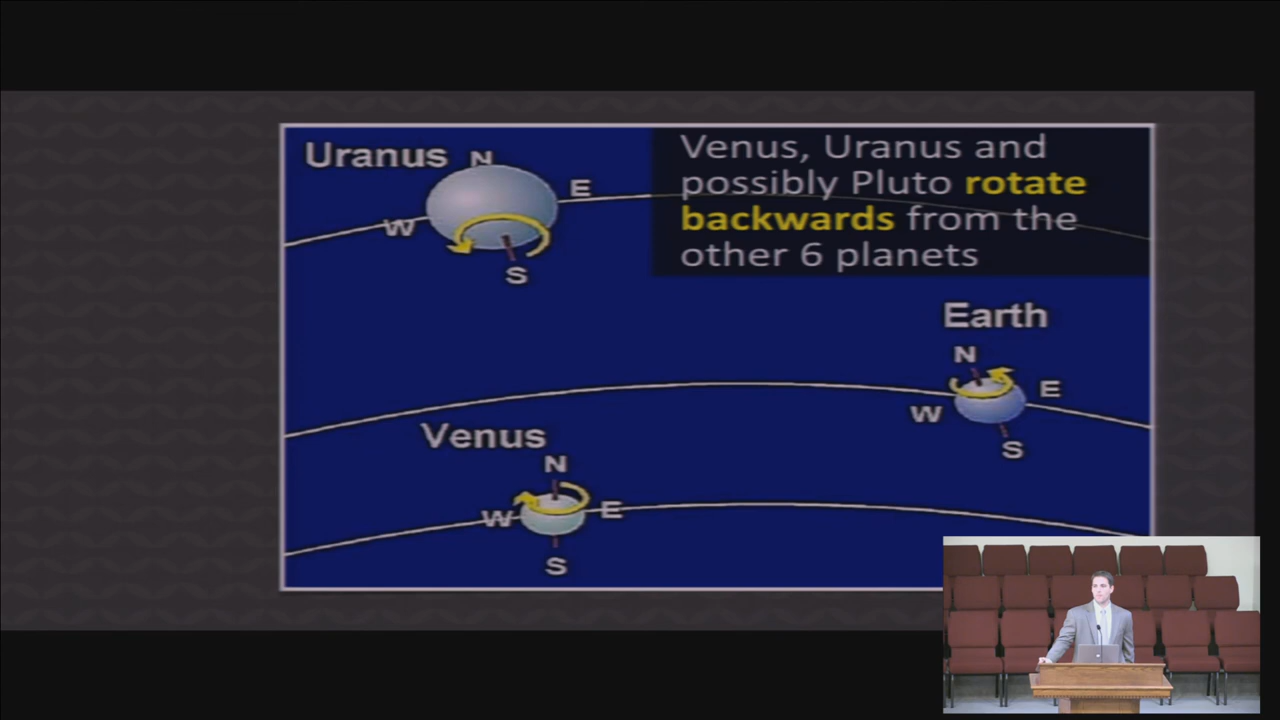 Uranus
N
E
W
S
Venus, Uranus and
possibly Pluto rotate
backwards from the
other 6 planets
Earth
N
E
W
S
Venus
N
W
E
S